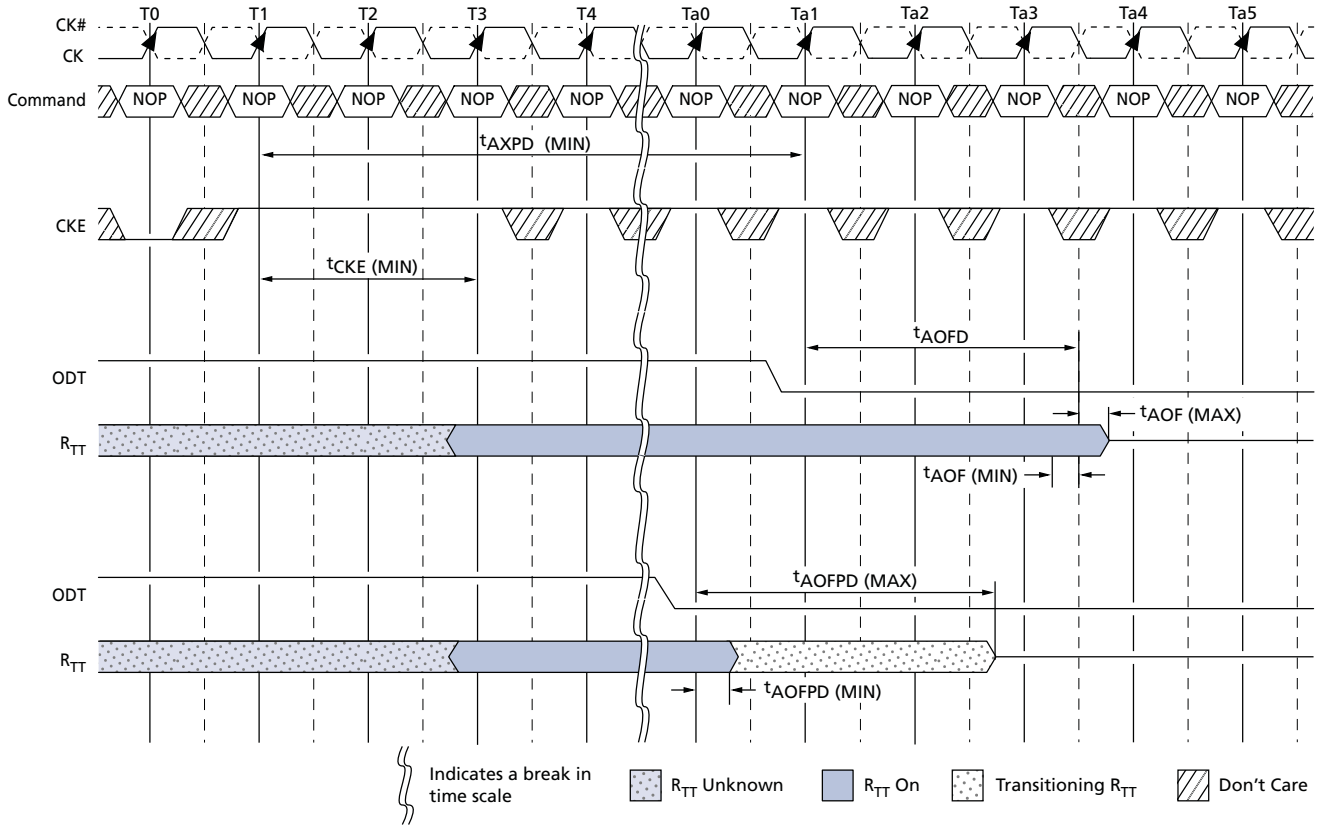 T0 T1 T2 T3 T4 Ta0 Ta1 Ta2 Ta3 Ta4 Ta5
CK#
CK
Command NOP NOP NOP NOP NOP NOP NOP NOP NOP NOP NOP
tAXPD (MIN)
CKE
tCKE (MIN)
tAOFD
ODT
tAOF (MAX)
RTT
tAOF (MIN)
tAOFPD (MAX)
ODT
RTT
tAOFPD (MIN)
Indicates a break in
time scale
RTT Unknown
RTT On
Transitioning RTT
Don't Care